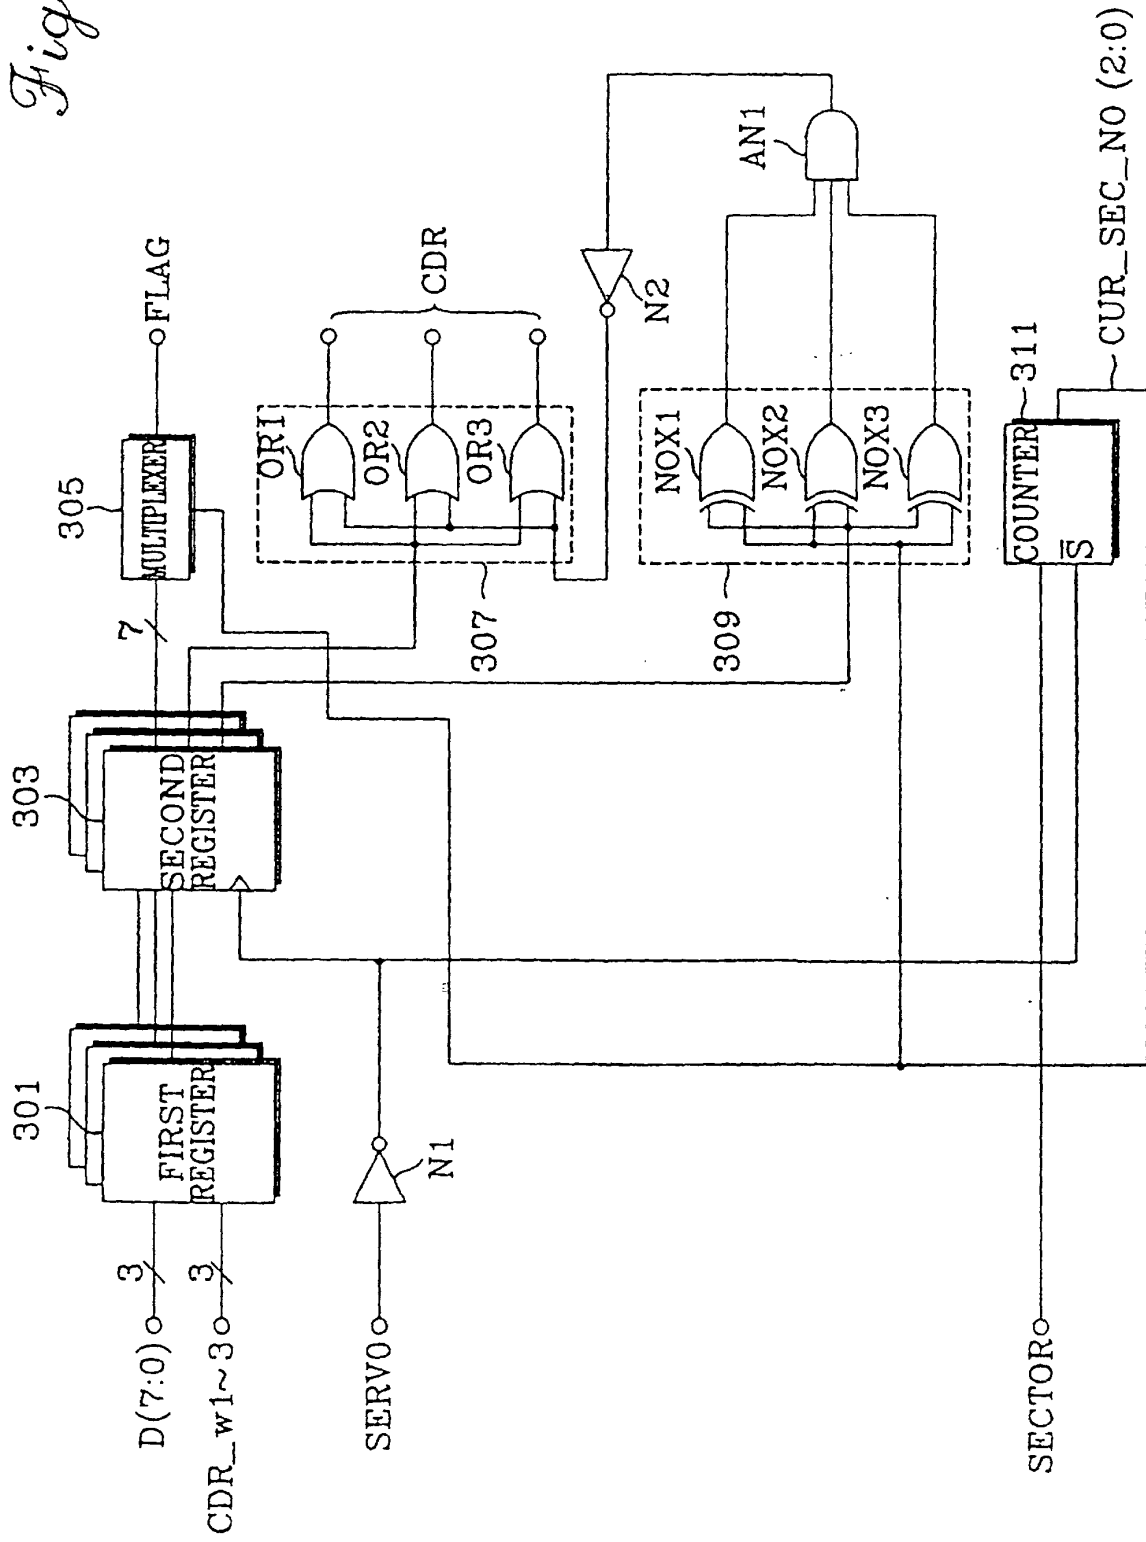 Fig
301
FIRST
REGISTER
303
SECOND
REGISTER
305
MULTIPLEXER
FLAG
7
D(7:0)
3
CDR_w1~3
3
SERVO
N1
OR1
OR2
OR3
CDR
307
N2
AN1
NOX1
NOX2
NOX3
309
COUNTER
S̅
311
CUR_SEC_NO (2:0)
SECTOR